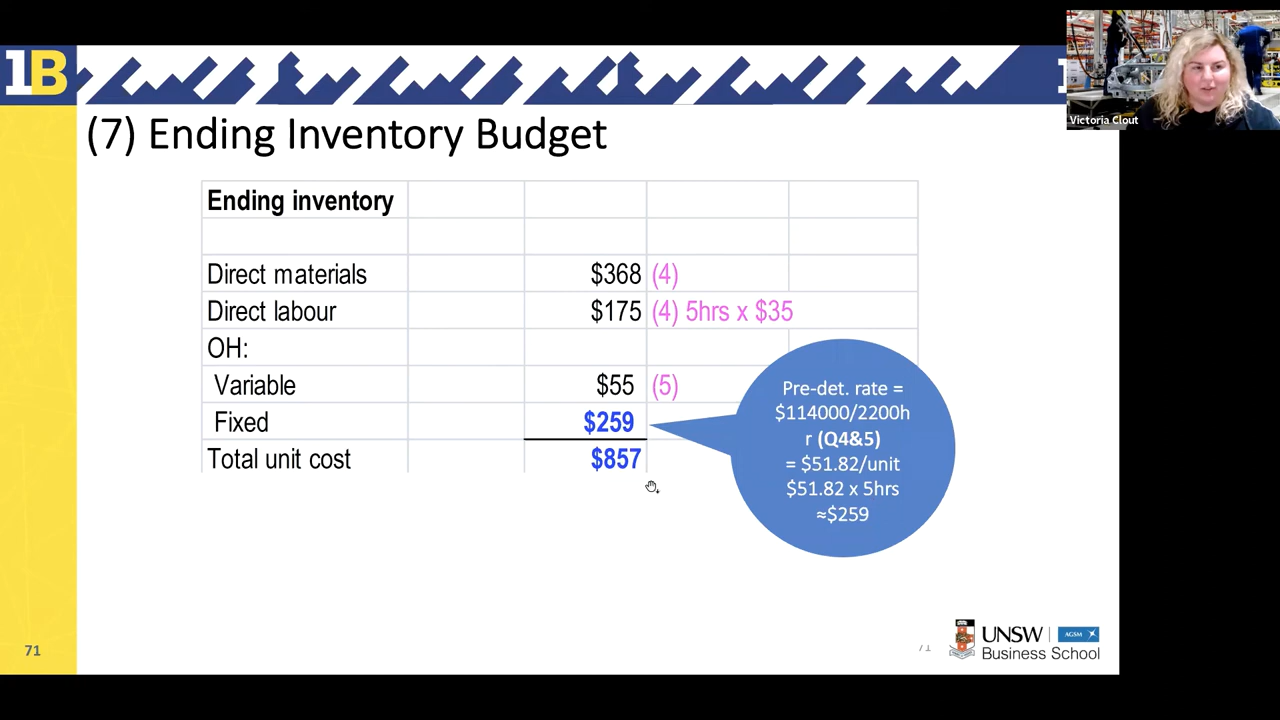 1B
Victoria Clout
(7) Ending Inventory Budget
Ending inventory
Direct materials $368 (4)
Direct labour $175 (4) 5hrs x $35
OH:
Variable $55 (5)
Fixed $259
Total unit cost $857
Pre-det. rate =
$114000/2200h
r (Q4&5)
= $51.82/unit
$51.82 x 5hrs
≈$259
71
71
UNSW
AGSM
Business School